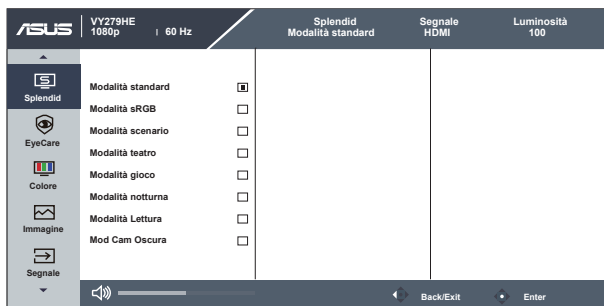 ASUS
VY279HE
1080p | 60 Hz
Splendid
Modalità standard
Segnale
HDMI
Luminosità
100
Splendid
EyeCare
Colore
Immagine
Segnale
Modalità standard
Modalità sRGB
Modalità scenario
Modalità teatro
Modalità gioco
Modalità notturna
Modalità Lettura
Mod Cam Oscura
Back/Exit
Enter